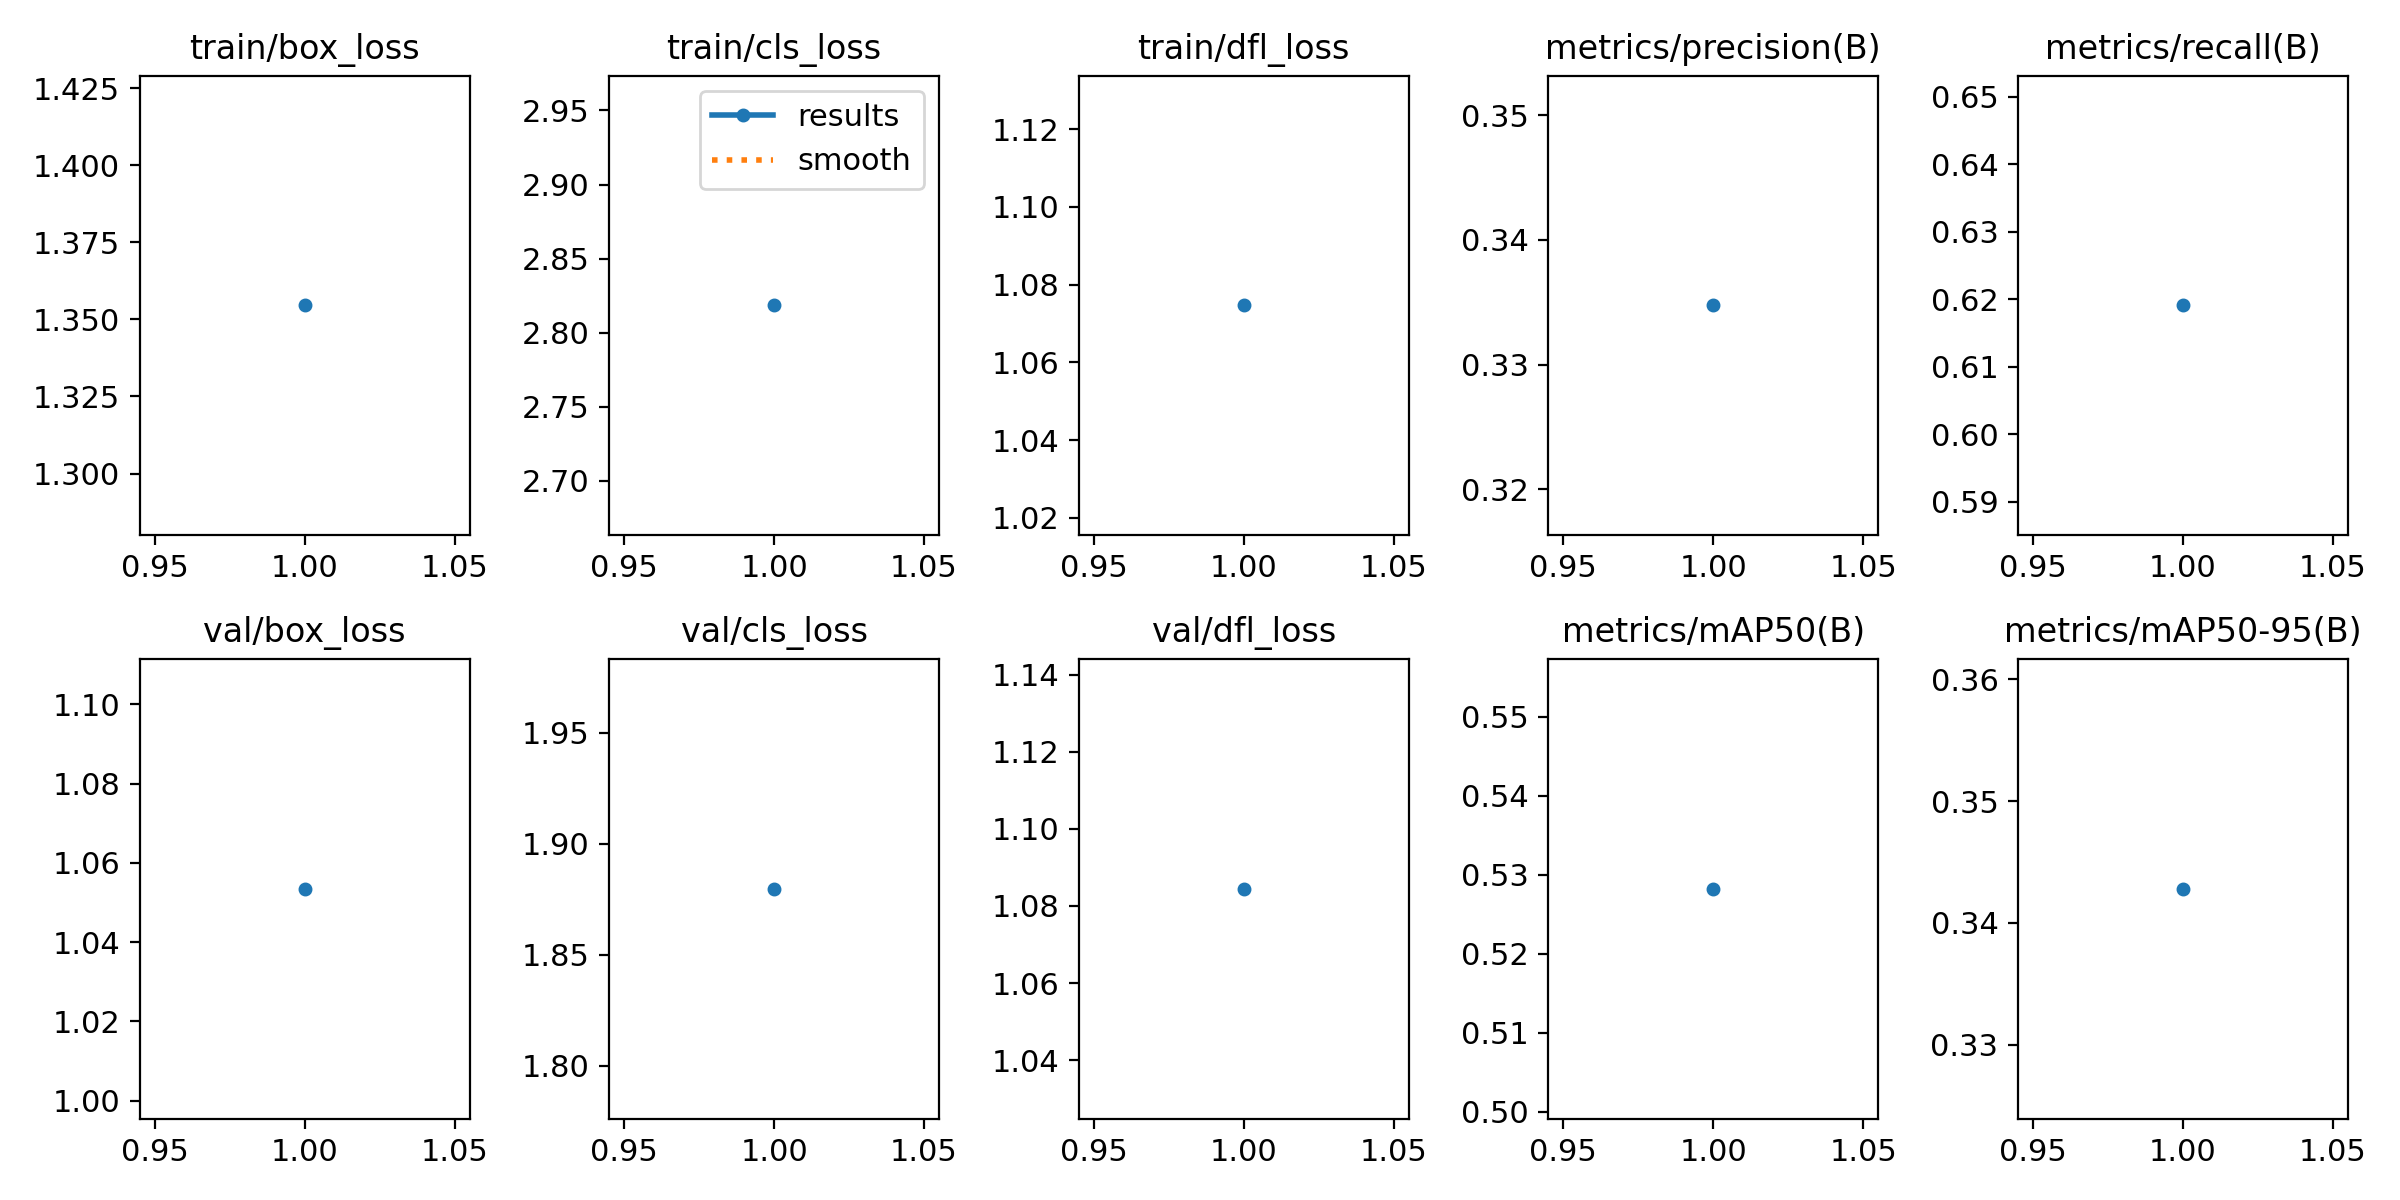 train/box_loss
1.425
1.400
1.375
1.350
1.325
1.300
0.95 1.00 1.05
train/cls_loss
results
smooth
2.95
2.90
2.85
2.80
2.75
2.70
0.95 1.00 1.05
train/dfl_loss
1.12
1.10
1.08
1.06
1.04
1.02
0.95 1.00 1.05
metrics/precision(B)
0.35
0.34
0.33
0.32
0.95 1.00 1.05
metrics/recall(B)
0.65
0.64
0.63
0.62
0.61
0.60
0.59
0.95 1.00 1.05
val/box_loss
1.10
1.08
1.06
1.04
1.02
1.00
0.95 1.00 1.05
val/cls_loss
1.95
1.90
1.85
1.80
0.95 1.00 1.05
val/dfl_loss
1.14
1.12
1.10
1.08
1.06
1.04
0.95 1.00 1.05
metrics/mAP50(B)
0.55
0.54
0.53
0.52
0.51
0.50
0.95 1.00 1.05
metrics/mAP50-95(B)
0.36
0.35
0.34
0.33
0.95 1.00 1.05